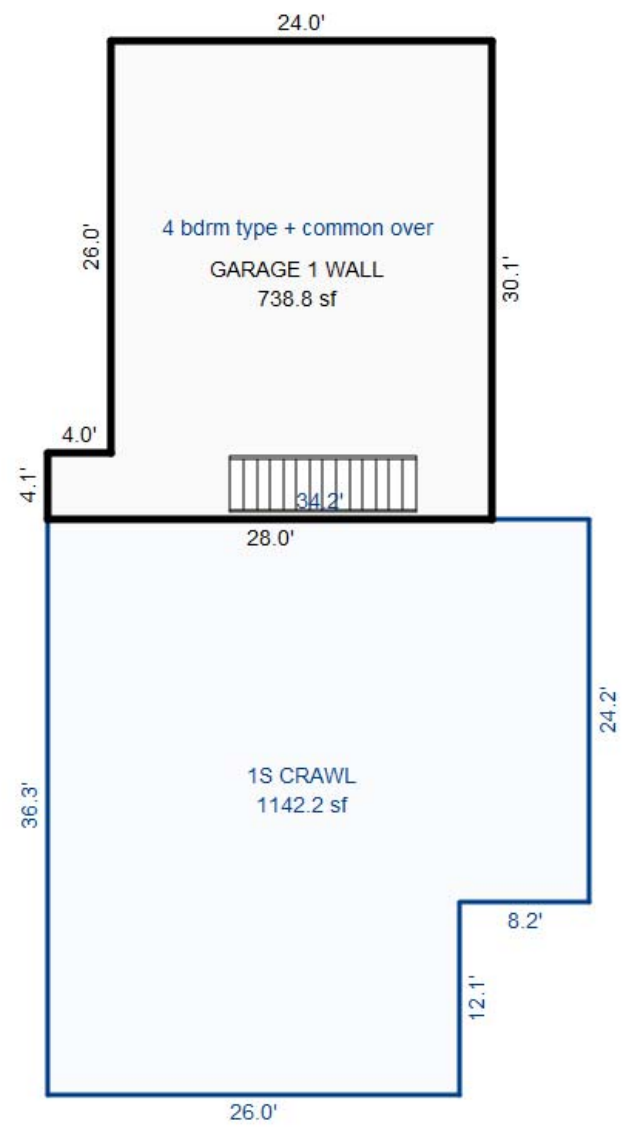 24.0'
26.0'
4 bdrm type + common over
GARAGE 1 WALL
738.8 sf
30.1'
4.0'
4.1'
34.2'
28.0'
24.2'
36.3'
1S CRAWL
1142.2 sf
8.2'
12.1'
26.0'